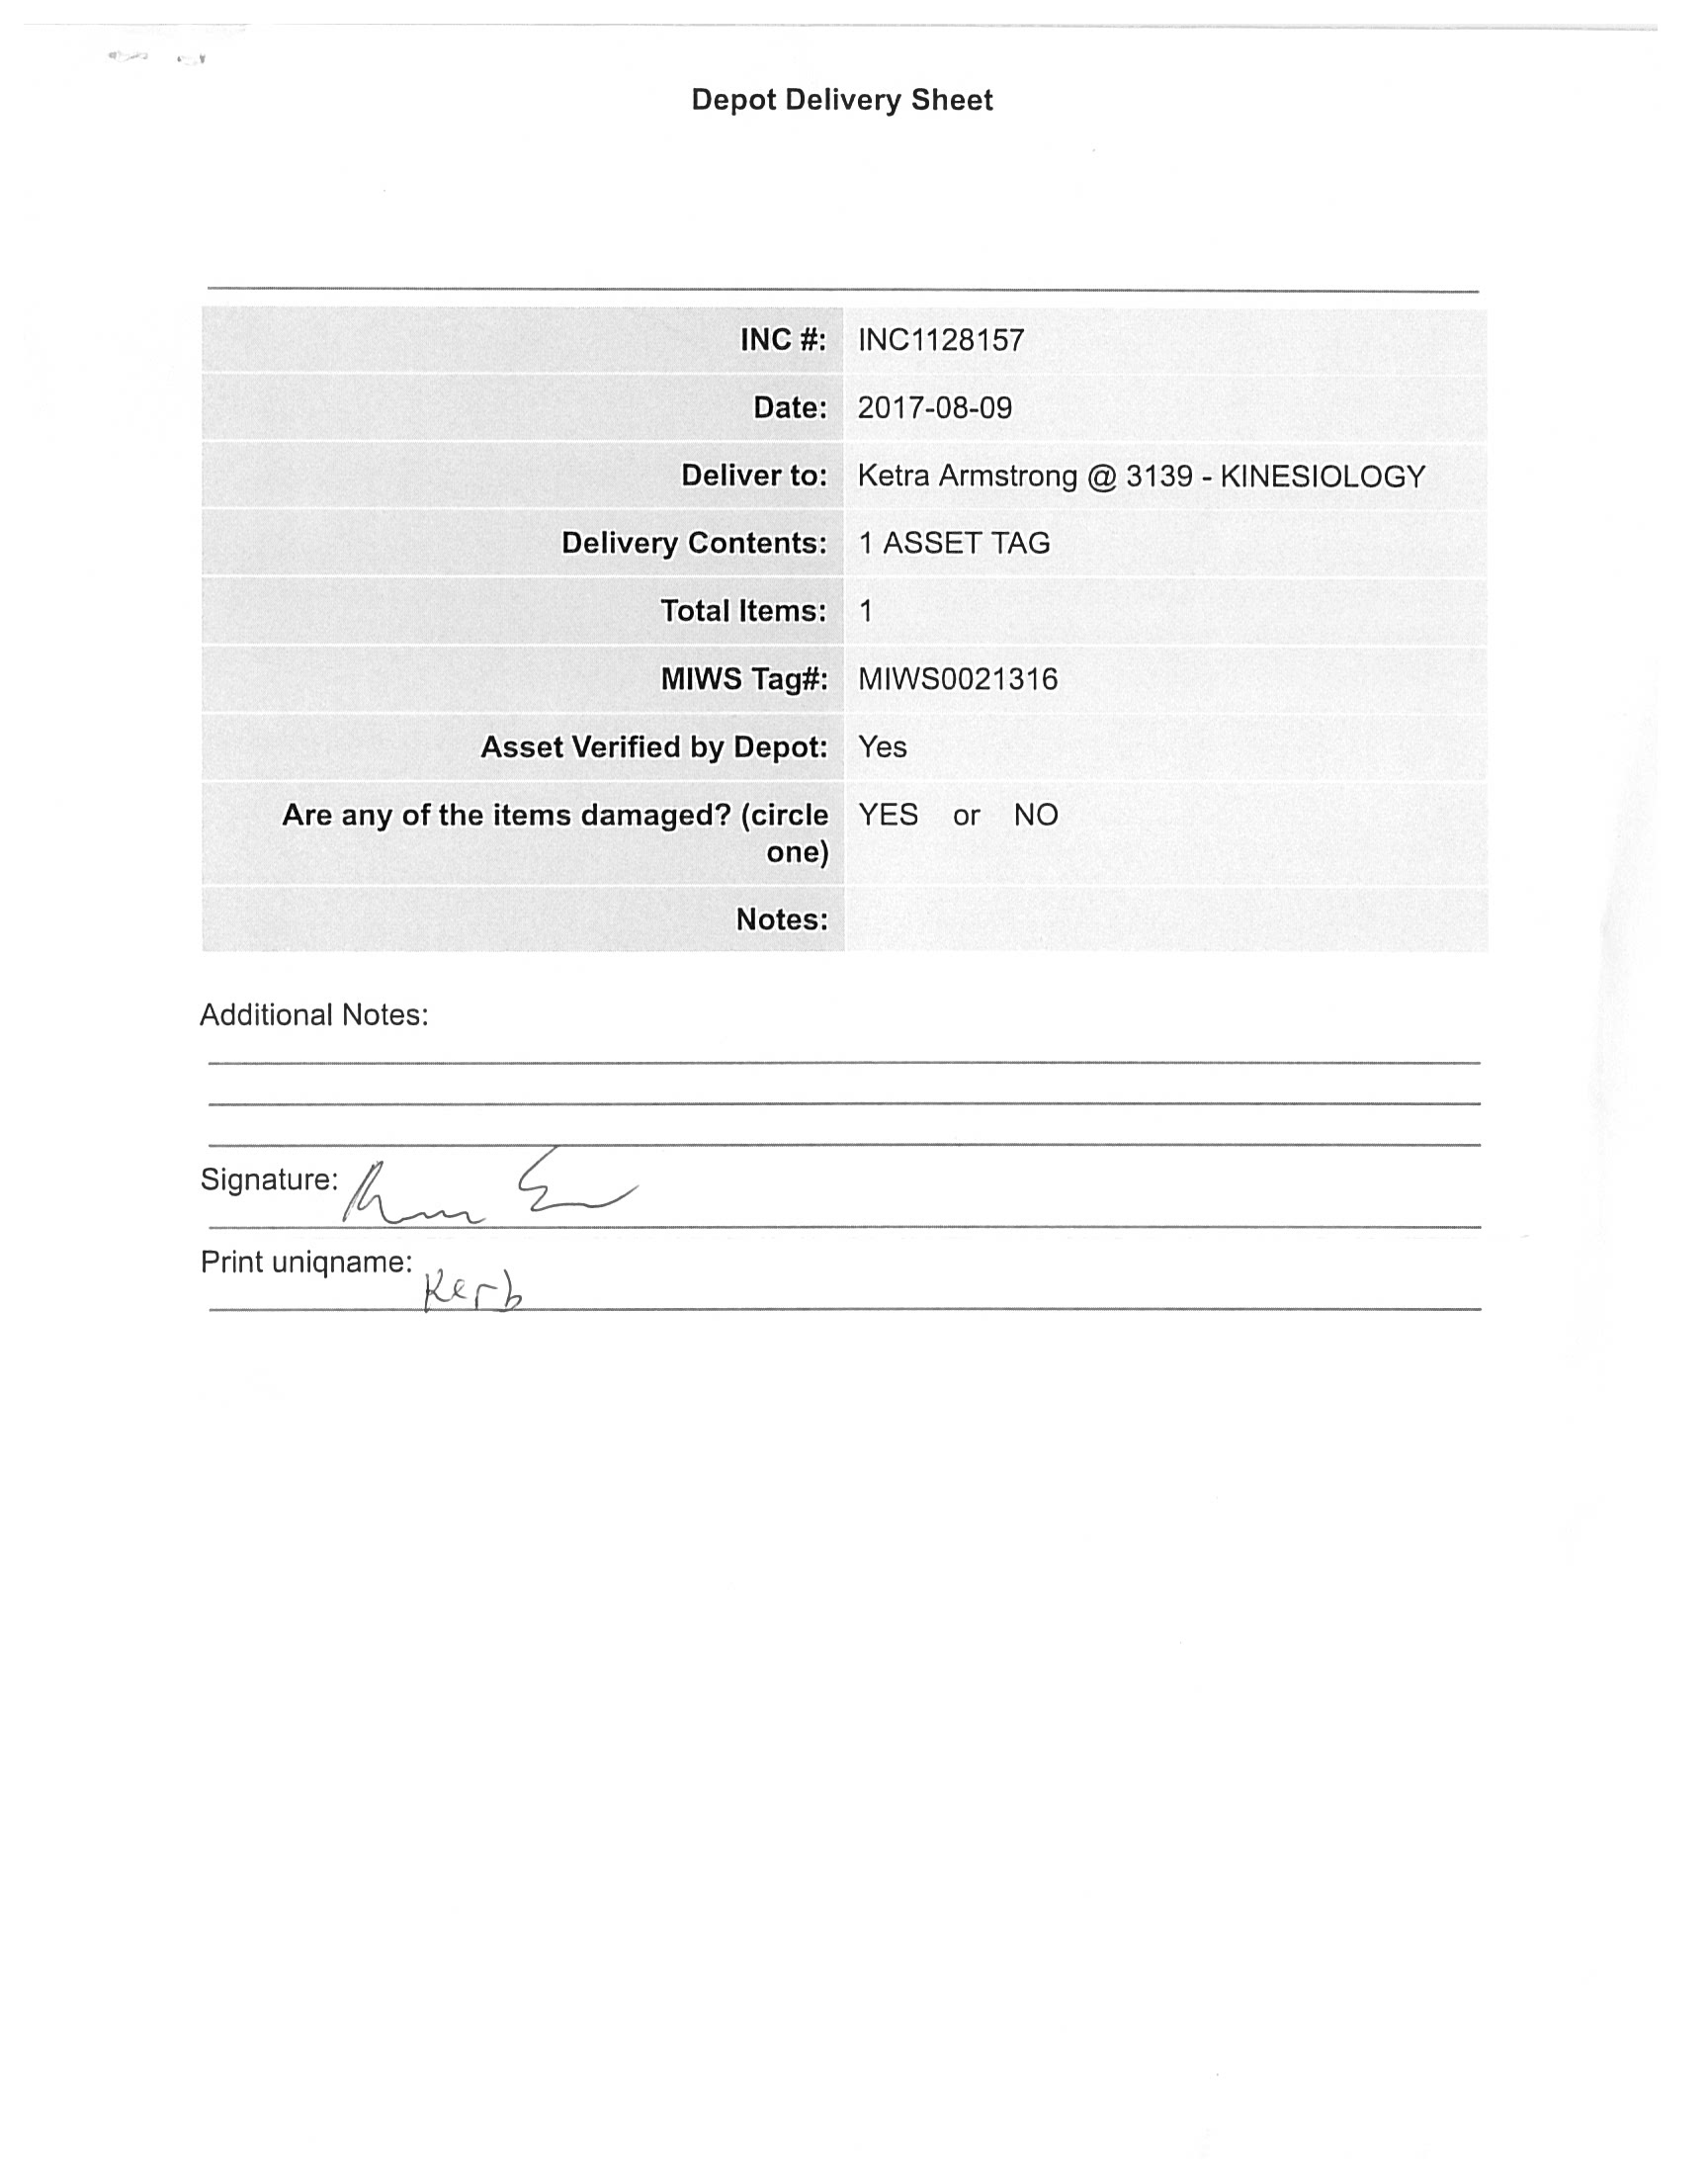 Depot Delivery Sheet
INC #: INC1128157
Date: 2017-08-09
Deliver to: Ketra Armstrong @ 3139 - KINESIOLOGY
Delivery Contents: 1 ASSET TAG
Total Items: 1
MIWS Tag#: MIWS0021316
Asset Verified by Depot: Yes
Are any of the items damaged? (circle YES or NO
one)
Notes:
Additional Notes:
Signature:
Print uniqname: Kerb